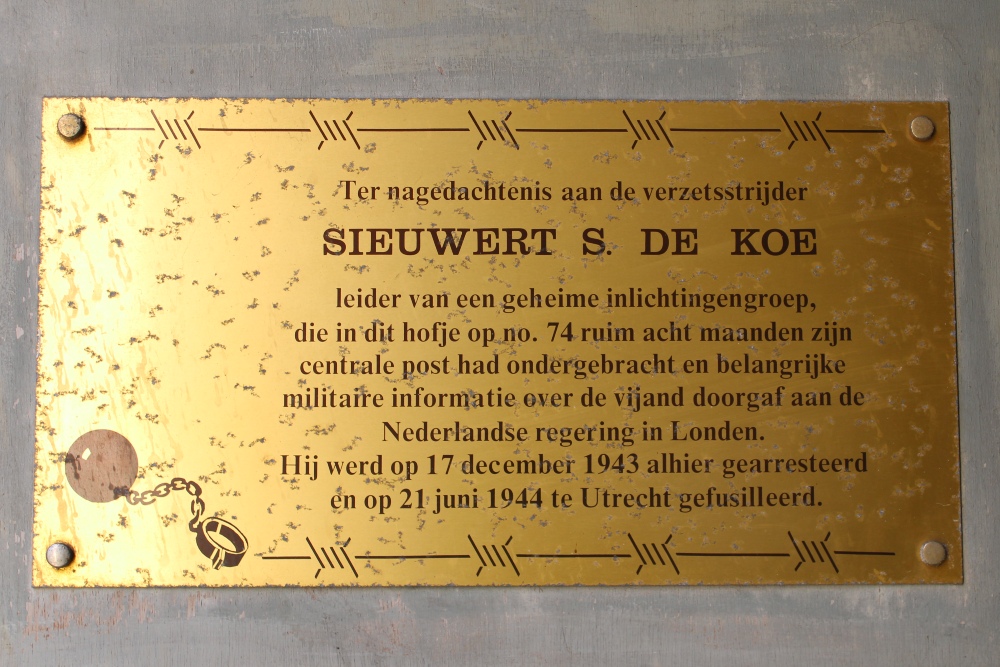 Ter nagedachtenis aan de verzetsstrijder
SIEUWERT S. DE KOE
leider van een geheime inlichtingengroep,
die in dit hofje op no. 74 ruim acht maanden zijn
centrale post had ondergebracht en belangrijke
militaire informatie over de vijand doorgaf aan de
Nederlandse regering in Londen.
Hij werd op 17 december 1943 alhier gearresteerd
en op 21 juni 1944 te Utrecht gefusilleerd.